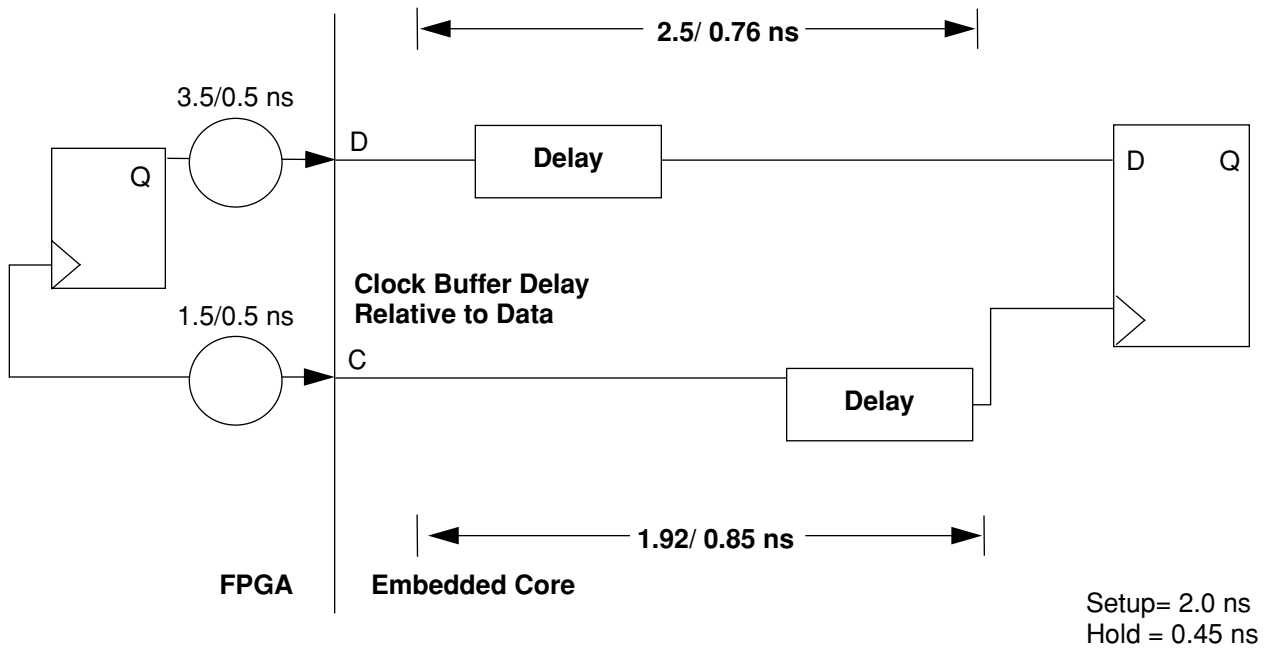 2.5/ 0.76 ns
3.5/0.5 ns
D
Delay
D Q
Q
Clock Buffer Delay
Relative to Data
1.5/0.5 ns
C
Delay
1.92/ 0.85 ns
FPGA Embedded Core
Setup= 2.0 ns
Hold = 0.45 ns